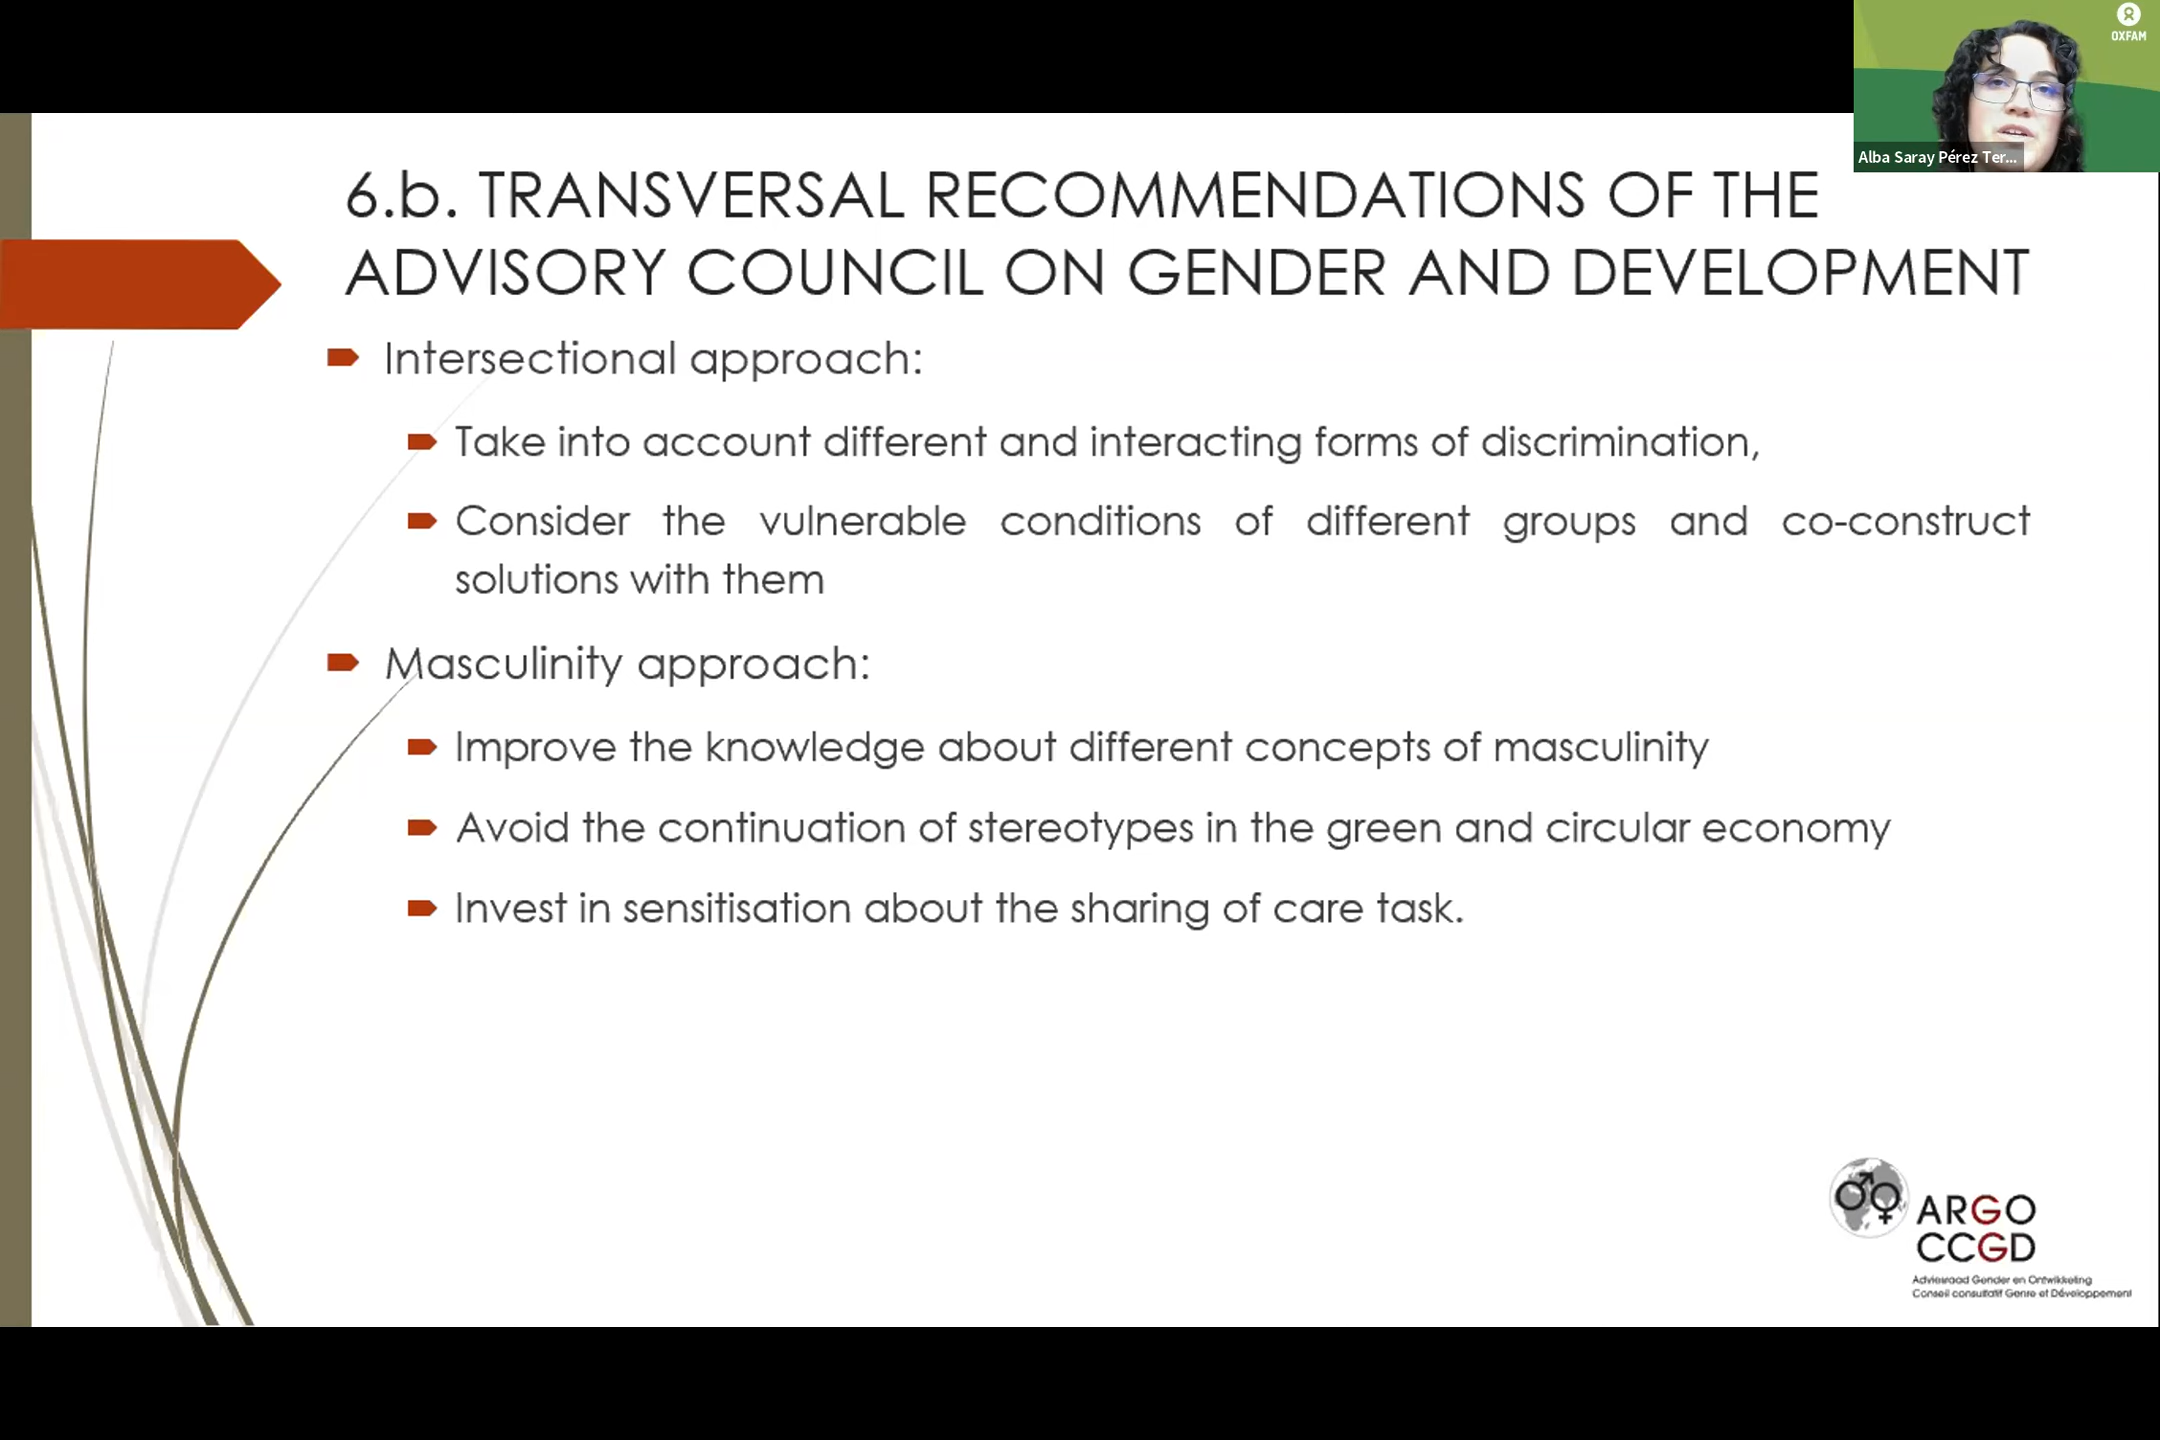 OXFAM
Alba Saray Pérez Ter...
6.b. TRANSVERSAL RECOMMENDATIONS OF THE
ADVISORY COUNCIL ON GENDER AND DEVELOPMENT
Intersectional approach:
Take into account different and interacting forms of discrimination,
Consider the vulnerable conditions of different groups and co-construct
solutions with them
Masculinity approach:
Improve the knowledge about different concepts of masculinity
Avoid the continuation of stereotypes in the green and circular economy
Invest in sensitisation about the sharing of care task.
ARGO
CCGD
Adviesraad Gender en Ontwikkeling
Conseil consultatif Genre et Développement